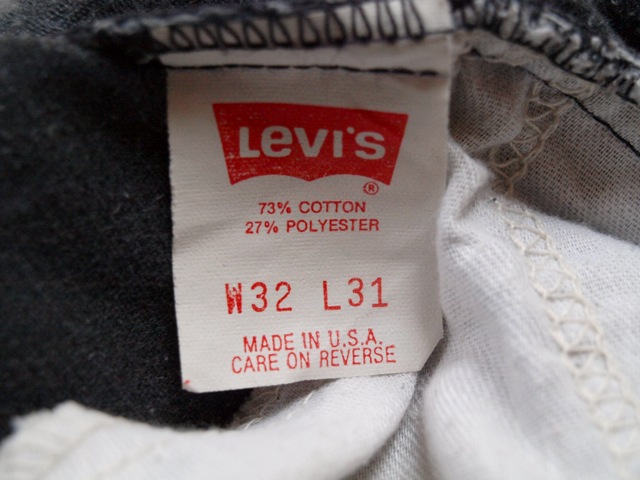 Levi's
®
73% COTTON
27% POLYESTER
W32 L31
MADE IN U.S.A.
CARE ON REVERSE